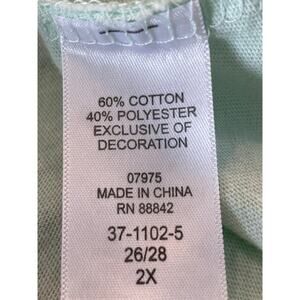 60% COTTON
40% POLYESTER
EXCLUSIVE OF
DECORATION
07975
MADE IN CHINA
RN 88842
37-1102-5
26/28
2X